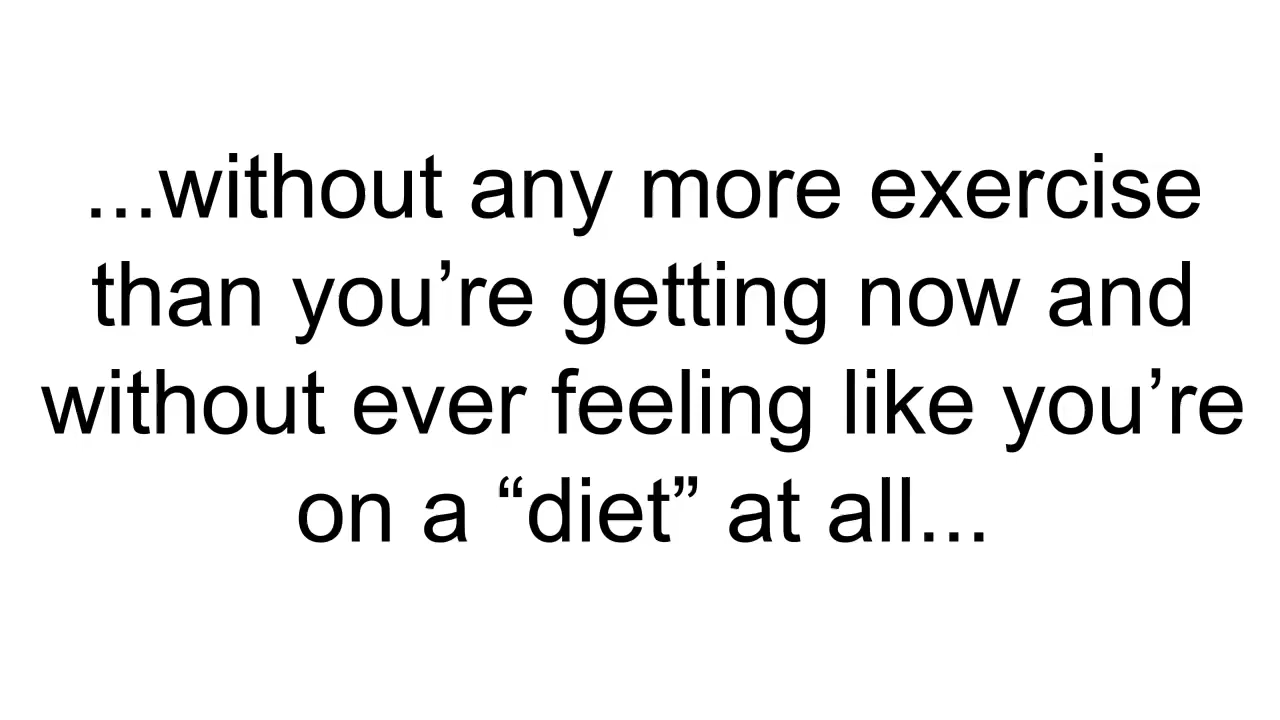 ...without any more exercise
than you’re getting now and
without ever feeling like you’re
on a “diet” at all...